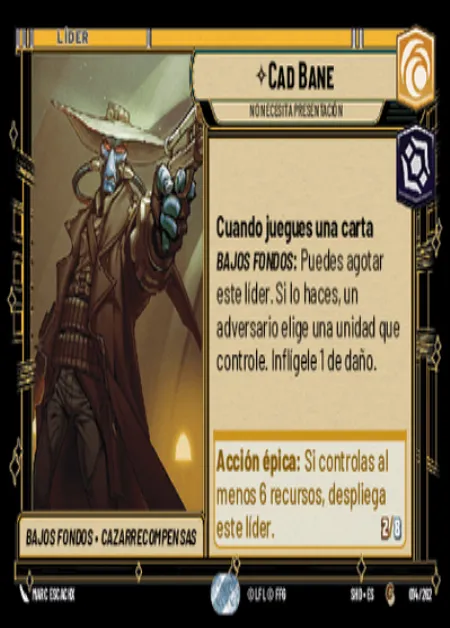 LÍDER
CAD BANE
NO NECESITA PRESENTACIÓN
Cuando juegues una carta
BAJOS FONDOS: Puedes agotar
este líder. Si lo haces, un
adversario elige una unidad que
controle. Inflígele 1 de daño.
Acción épica: Si controlas al
menos 6 recursos, despliega
este líder.
2/8
BAJOS FONDOS • CAZARRECOMPENSAS
MARC ESCACHX
© LFL © FFG
SHD • ES
C
014/262